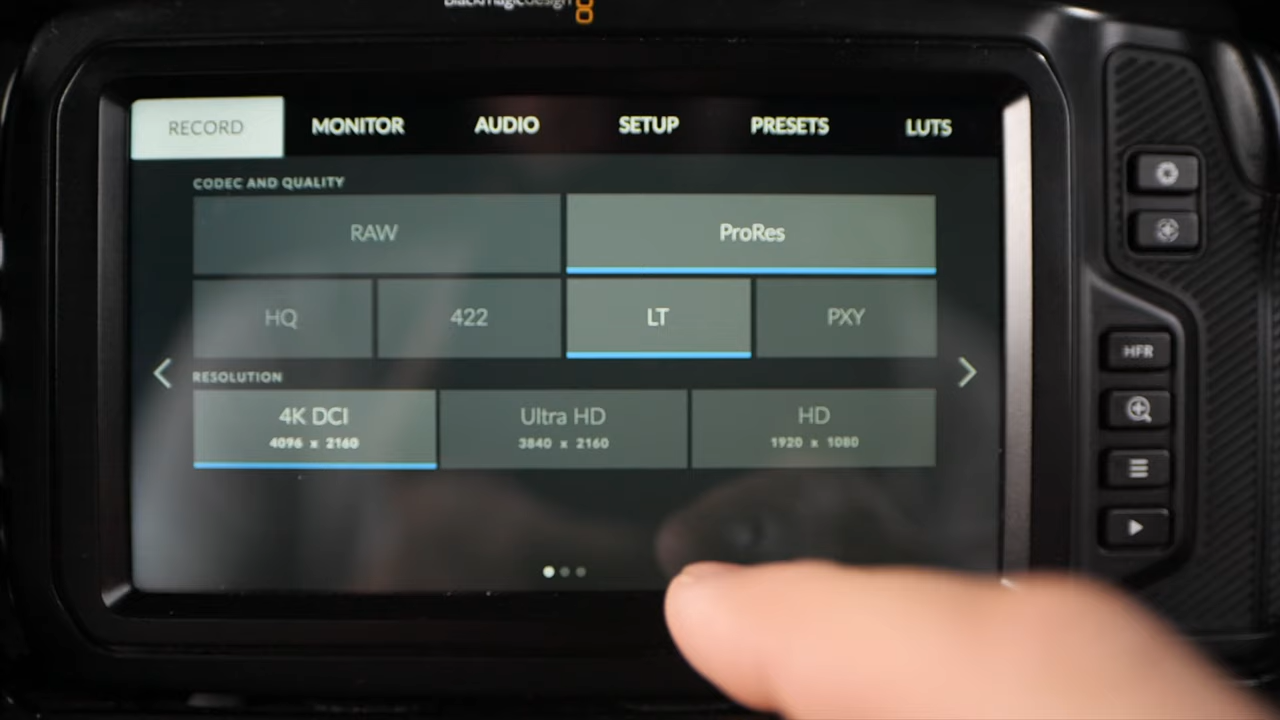 Blackmagicdesign
RECORD MONITOR AUDIO SETUP PRESETS LUTS
CODEC AND QUALITY
RAW ProRes
HQ 422 LT PXY
RESOLUTION
4K DCI Ultra HD HD
4096 x 2160 3840 x 2160 1920 x 1080
HFR